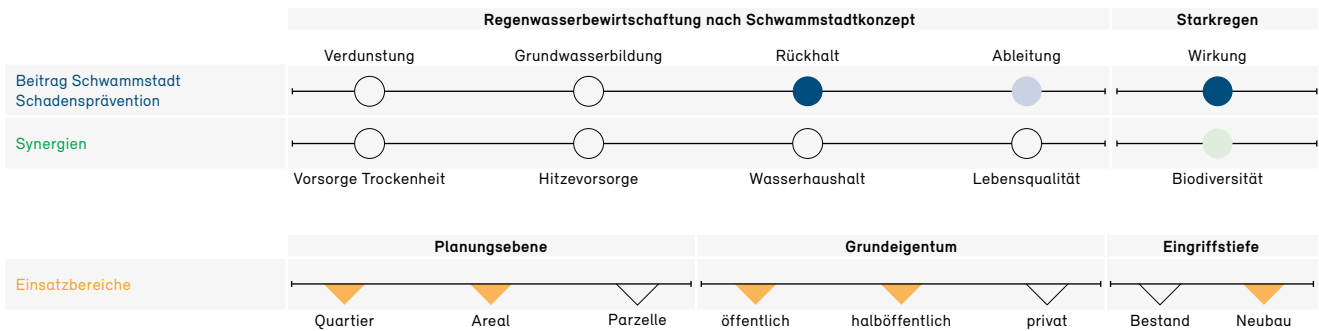 Regenwasserbewirtschaftung nach Schwammstadtkonzept
Starkregen
Verdunstung
Grundwasserbildung
Rückhalt
Ableitung
Wirkung
Beitrag Schwammstadt
Schadensprävention
Synergien
Vorsorge Trockenheit
Hitzevorsorge
Wasserhaushalt
Lebensqualität
Biodiversität
Planungsebene
Grundeigentum
Eingriffstiefe
Einsatzbereiche
Quartier
Areal
Parzelle
öffentlich
halböffentlich
privat
Bestand
Neubau